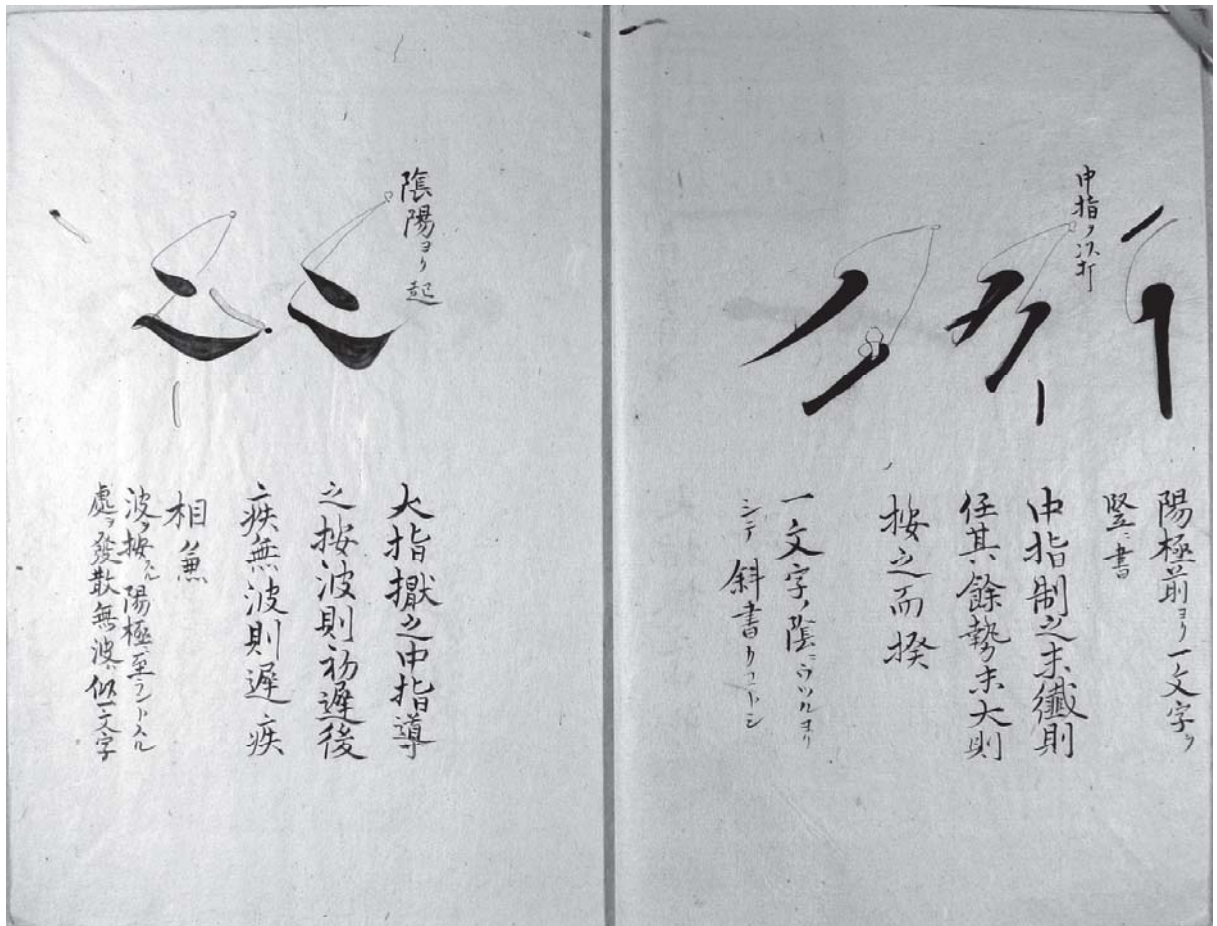 中指ノ次打
陽極前ヨリ一文字ヲ
竪ニ書
中指制之末纖則
任其餘勢末大則
按之而揆
一文字ノ陰ニウツルヨリ
シテ斜書クコトシ
陰陽ヨリ起
大指擫之中指導
之按波則初遲後
疾無波則遲疾
相兼
波ヲ按スルハ陽極ニ至ラントスル
處ヲ發散無波ハ似一文字